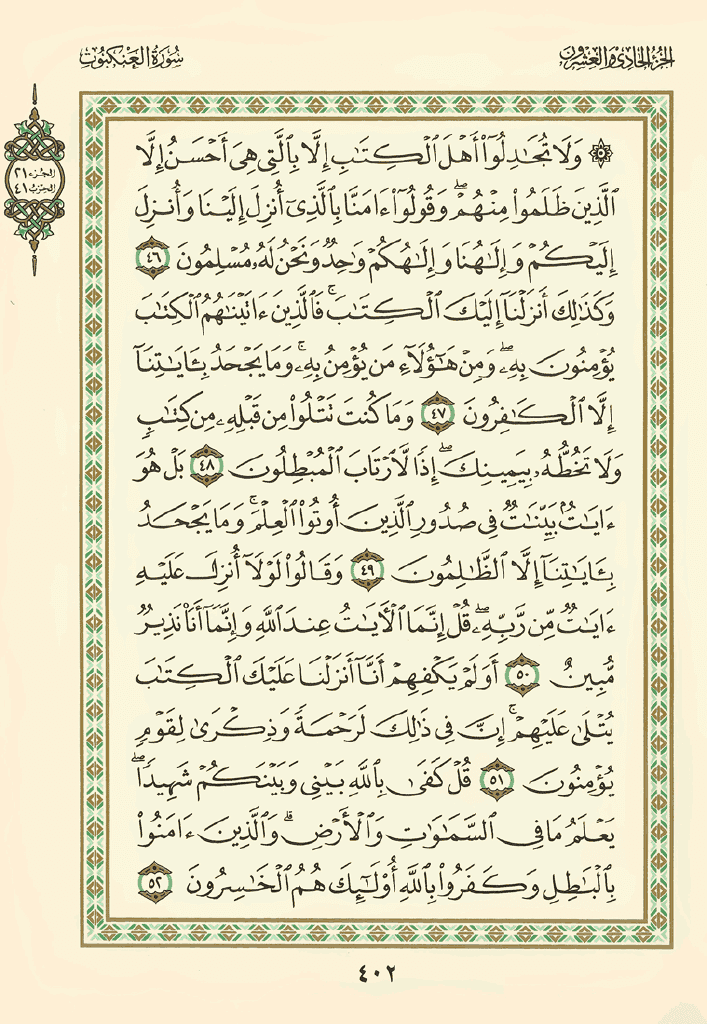 الجزء الحادي والعشرون
سورة العنكبوت
الجزء ٢١
الحزب ٤١
۞ وَلَا تُجَٰدِلُوٓا۟ أَهْلَ ٱلْكِتَٰبِ إِلَّا بِٱلَّتِى هِىَ أَحْسَنُ إِلَّا
ٱلَّذِينَ ظَلَمُوا۟ مِنْهُمْ ۖ وَقُولُوٓا۟ ءَامَنَّا بِٱلَّذِىٓ أُنزِلَ إِلَيْنَا وَأُنزِلَ
إِلَيْكُمْ وَإِلَٰهُنَا وَإِلَٰهُكُمْ وَٰحِدٌ وَنَحْنُ لَهُۥ مُسْلِمُونَ ٤٦
وَكَذَٰلِكَ أَنزَلْنَآ إِلَيْكَ ٱلْكِتَٰبَ ۚ فَٱلَّذِينَ ءَاتَيْنَٰهُمُ ٱلْكِتَٰبَ
يُؤْمِنُونَ بِهِۦ ۖ وَمِنْ هَٰٓؤُلَآءِ مَن يُؤْمِنُ بِهِۦ ۚ وَمَا يَجْحَدُ بِـَٔايَٰتِنَآ
إِلَّا ٱلْكَٰفِرُونَ ٤٧ وَمَا كُنتَ تَتْلُوا۟ مِن قَبْلِهِۦ مِن كِتَٰبٍ
وَلَا تَخُطُّهُۥ بِيَمِينِكَ ۖ إِذًا لَّٱرْتَابَ ٱلْمُبْطِلُونَ ٤٨ بَلْ هُوَ
ءَايَٰتٌۢ بَيِّنَٰتٌ فِى صُدُورِ ٱلَّذِينَ أُوتُوا۟ ٱلْعِلْمَ ۚ وَمَا يَجْحَدُ
بِـَٔايَٰتِنَآ إِلَّا ٱلظَّٰلِمُونَ ٤٩ وَقَالُوا۟ لَوْلَآ أُنزِلَ عَلَيْهِ
ءَايَٰتٌ مِّن رَّبِّهِۦ ۖ قُلْ إِنَّمَا ٱلْءَايَٰتُ عِندَ ٱللَّهِ وَإِنَّمَآ أَنَا۠ نَذِيرٌ
مُّبِينٌ ٥٠ أَوَلَمْ يَكْفِهِمْ أَنَّآ أَنزَلْنَا عَلَيْكَ ٱلْكِتَٰبَ
يُتْلَىٰ عَلَيْهِمْ ۚ إِنَّ فِى ذَٰلِكَ لَرَحْمَةً وَذِكْرَىٰ لِقَوْمٍ
يُؤْمِنُونَ ٥١ قُلْ كَفَىٰ بِٱللَّهِ بَيْنِى وَبَيْنَكُمْ شَهِيدًا ۖ
يَعْلَمُ مَا فِى ٱلسَّمَٰوَٰتِ وَٱلْأَرْضِ ۗ وَٱلَّذِينَ ءَامَنُوا۟
بِٱلْبَٰطِلِ وَكَفَرُوا۟ بِٱللَّهِ أُو۟لَٰٓئِكَ هُمُ ٱلْخَٰسِرُونَ ٥٢
٤٠٢